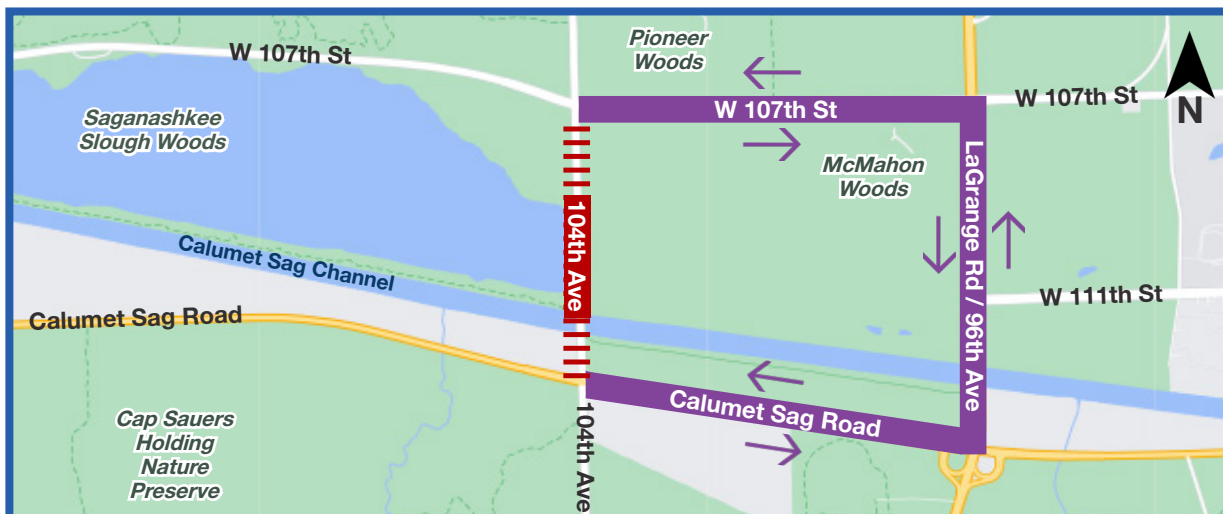 Pioneer
Woods
W 107th St
W 107th St
W 107th St
N
Saganashkee
Slough Woods
McMahon
Woods
LaGrange Rd / 96th Ave
104th Ave
Calumet Sag Channel
W 111th St
Calumet Sag Road
Calumet Sag Road
104th Ave
Cap Sauers
Holding
Nature
Preserve